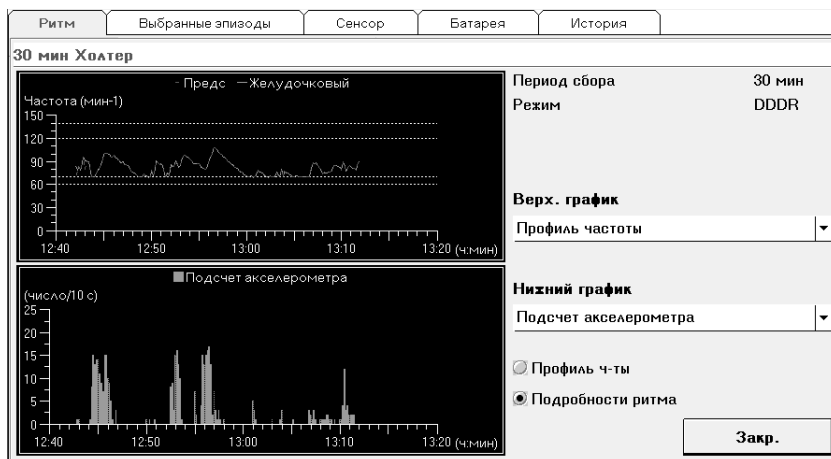 Ритм Выбранные эпизоды Сенсор Батарея История
30 мин Холтер
- Предс — Желудочковый
Частота (мин-1)
150
120
90
60
30
0
12:40 12:50 13:00 13:10 13:20 (ч:мин)
Подсчет акселерометра
(число/10 с)
25
20
15
10
5
0
12:40 12:50 13:00 13:10 13:20 (ч:мин)
Период сбора 30 мин
Режим DDDR
Верх. график
Профиль частоты
Нижний график
Подсчет акселерометра
Профиль ч-ты
Подробности ритма
Закр.